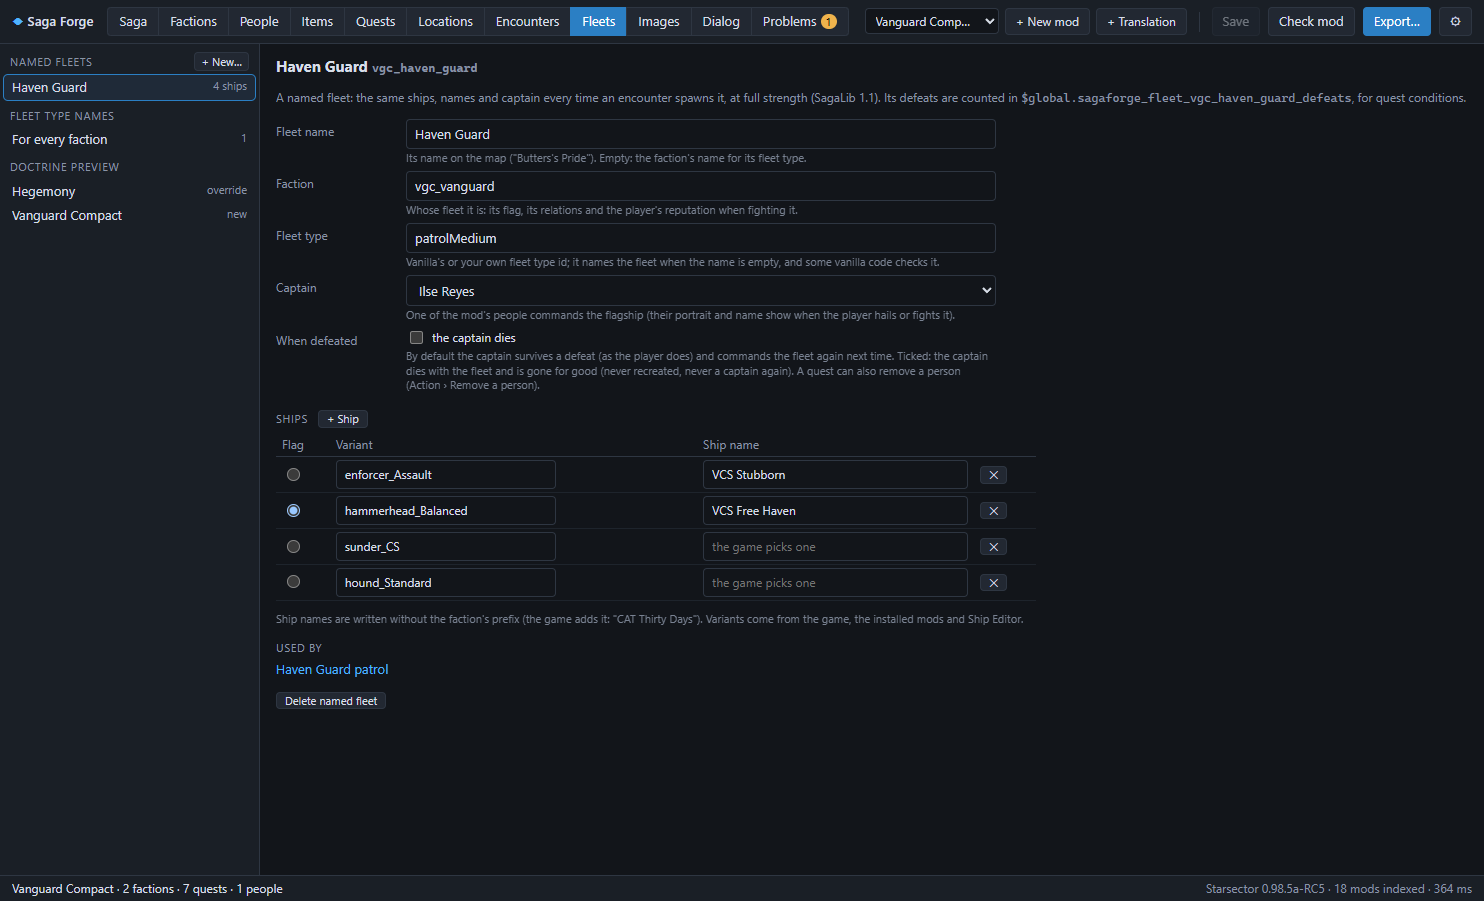 Saga Forge
Saga Factions People Items Quests Locations Encounters Fleets Images Dialog Problems 1
Vanguard Comp... + New mod + Translation Save Check mod Export...
NAMED FLEETS + New...
Haven Guard 4 ships
FLEET TYPE NAMES
For every faction 1
DOCTRINE PREVIEW
Hegemony override
Vanguard Compact new
Haven Guard vgc_haven_guard
A named fleet: the same ships, names and captain every time an encounter spawns it, at full strength (SagaLib 1.1). Its defeats are counted in $global.sagaforge_fleet_vgc_haven_guard_defeats, for quest conditions.
Fleet name Haven Guard
Its name on the map ("Butters's Pride"). Empty: the faction's name for its fleet type.
Faction vgc_vanguard
Whose fleet it is: its flag, its relations and the player's reputation when fighting it.
Fleet type patrolMedium
Vanilla's or your own fleet type id; it names the fleet when the name is empty, and some vanilla code checks it.
Captain Ilse Reyes
One of the mod's people commands the flagship (their portrait and name show when the player hails or fights it).
When defeated the captain dies
By default the captain survives a defeat (as the player does) and commands the fleet again next time. Ticked: the captain
dies with the fleet and is gone for good (never recreated, never a captain again). A quest can also remove a person
(Action › Remove a person).
SHIPS + Ship
Flag Variant Ship name
enforcer_Assault VCS Stubborn ×
hammerhead_Balanced VCS Free Haven ×
sunder_CS the game picks one ×
hound_Standard the game picks one ×
Ship names are written without the faction's prefix (the game adds it: "CAT Thirty Days"). Variants come from the game, the installed mods and Ship Editor.
USED BY
Haven Guard patrol
Delete named fleet
Vanguard Compact · 2 factions · 7 quests · 1 people
Starsector 0.98.5a-RC5 · 18 mods indexed · 364 ms